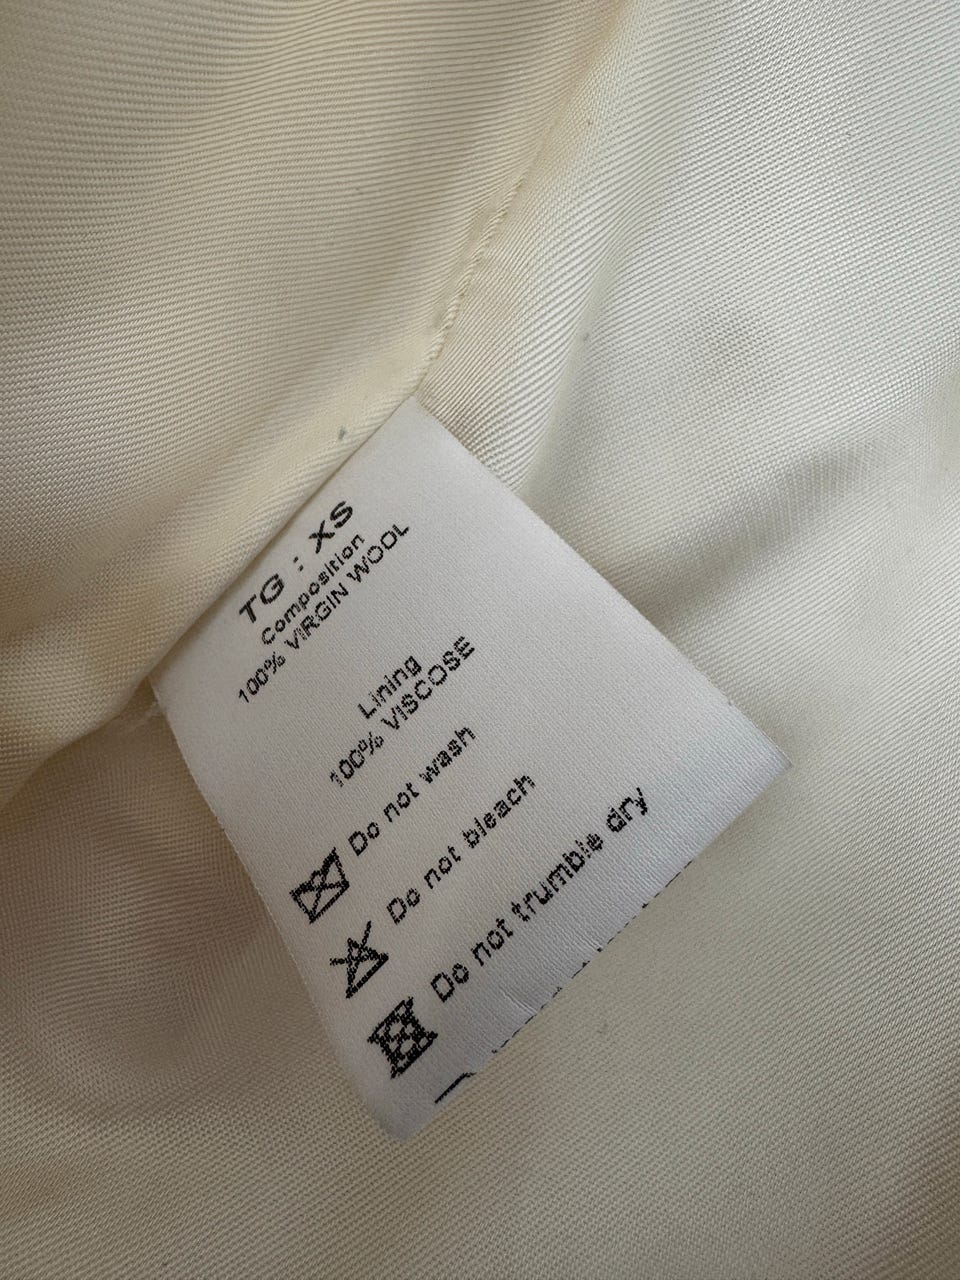 TG : XS
Composition
100% VIRGIN WOOL
Lining
100% VISCOSE
Do not wash
Do not bleach
Do not trumble dry